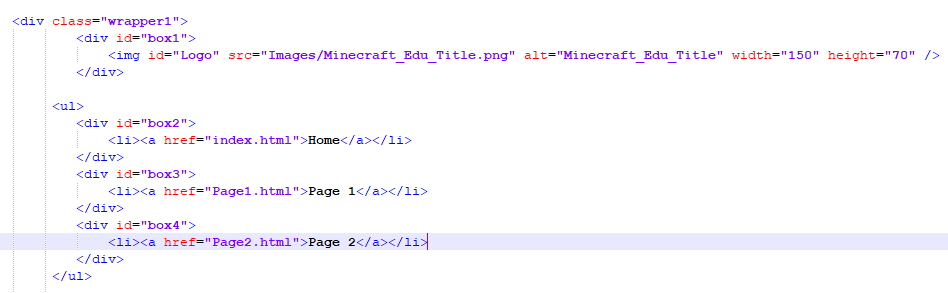 <div class="wrapper1">
<div id="box1">
<img id="Logo" src="Images/Minecraft_Edu_Title.png" alt="Minecraft_Edu_Title" width="150" height="70" />
</div>
<ul>
<div id="box2">
<li><a href="index.html">Home</a></li>
</div>
<div id="box3">
<li><a href="Page1.html">Page 1</a></li>
</div>
<div id="box4">
<li><a href="Page2.html">Page 2</a></li>
</div>
</ul>